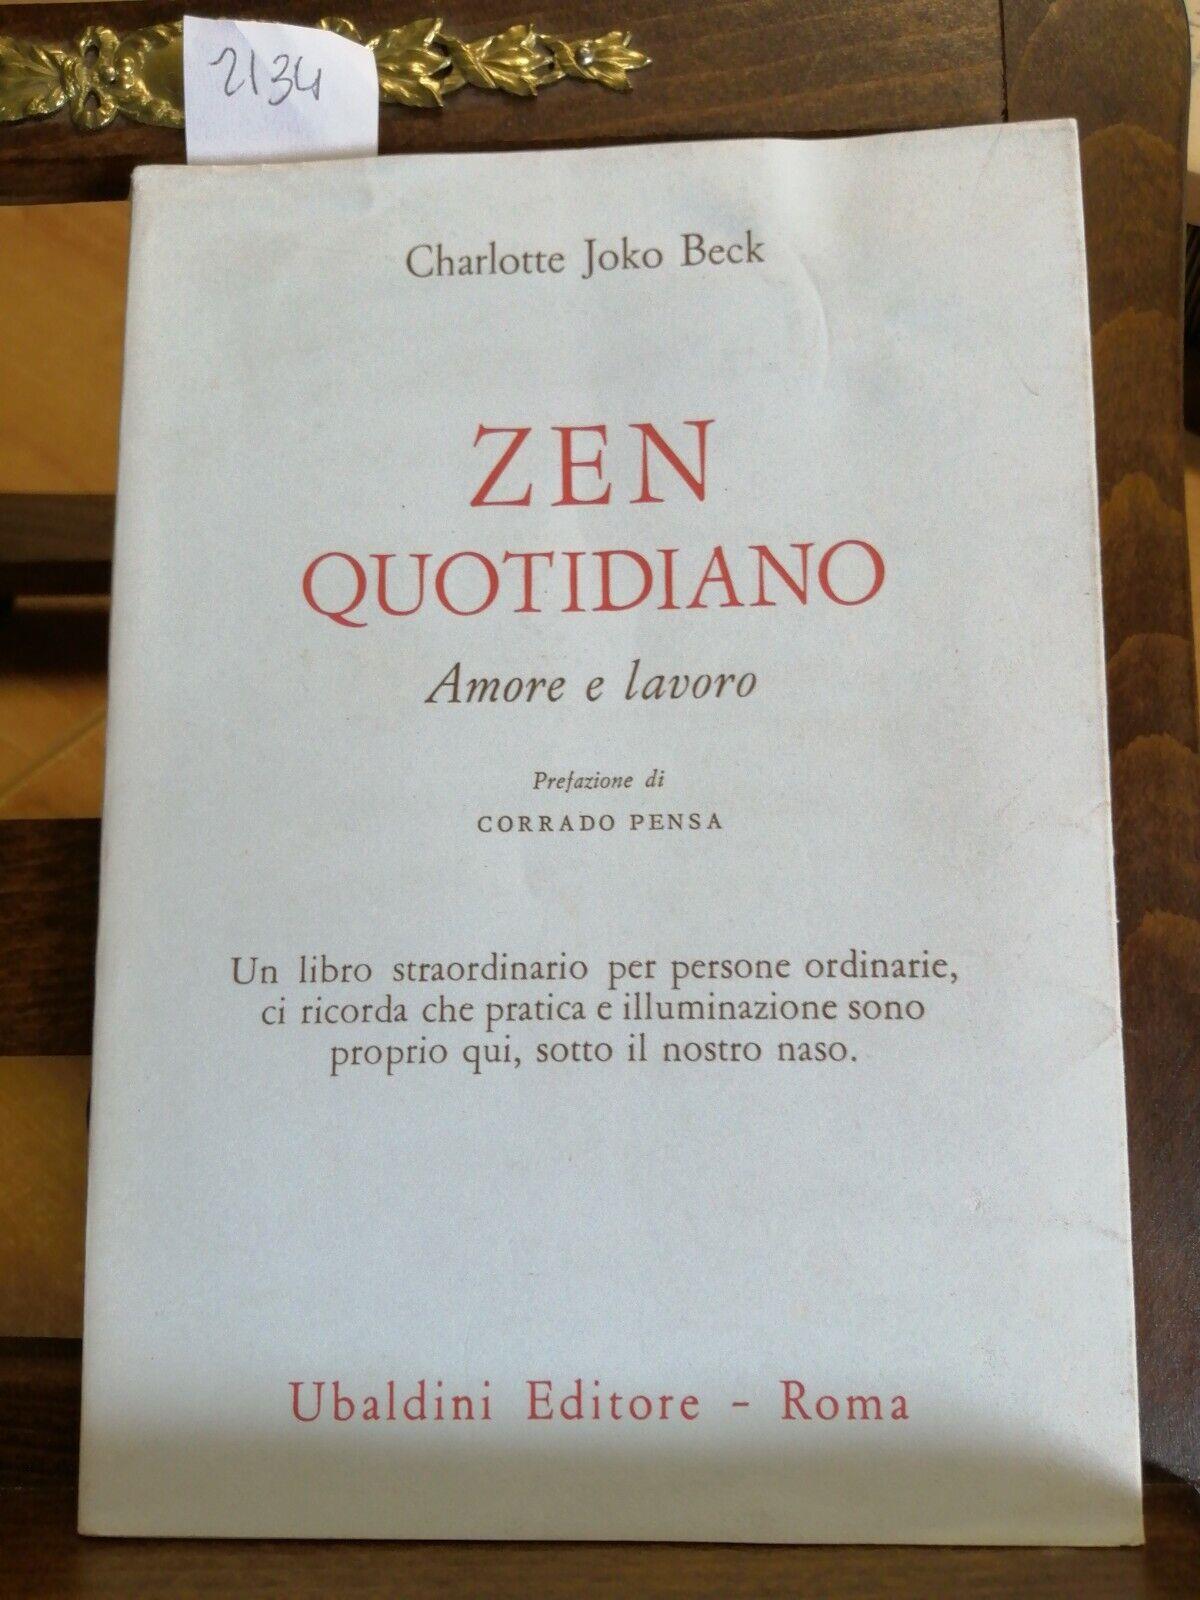 2134
Charlotte Joko Beck
ZEN
QUOTIDIANO
Amore e lavoro
Prefazione di
CORRADO PENSA
Un libro straordinario per persone ordinarie,
ci ricorda che pratica e illuminazione sono
proprio qui, sotto il nostro naso.
Ubaldini Editore - Roma